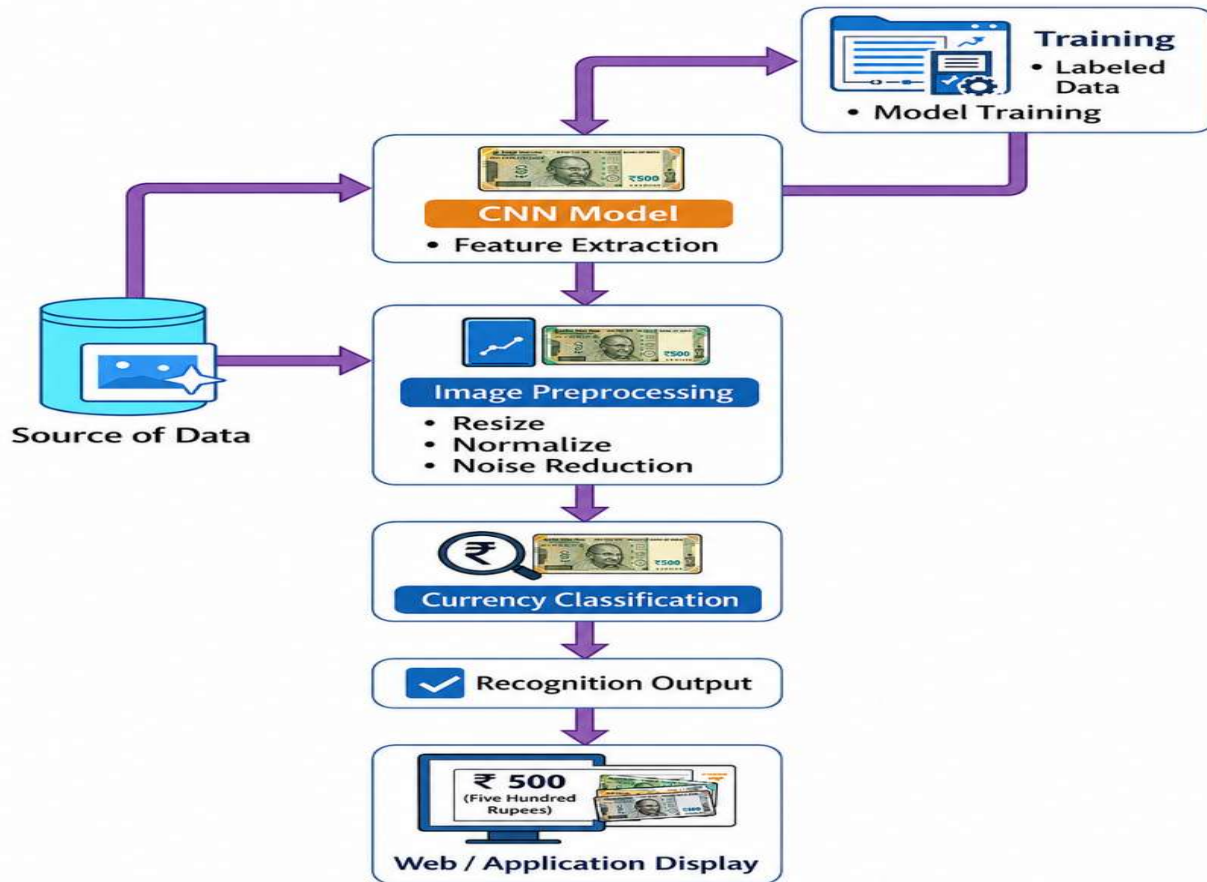 Training
• Labeled
Data
• Model Training
₹500
CNN Model
• Feature Extraction
₹500
Image Preprocessing
• Resize
• Normalize
• Noise Reduction
Source of Data
₹
₹500
Currency Classification
Recognition Output
₹ 500
(Five Hundred
Rupees)
Web / Application Display